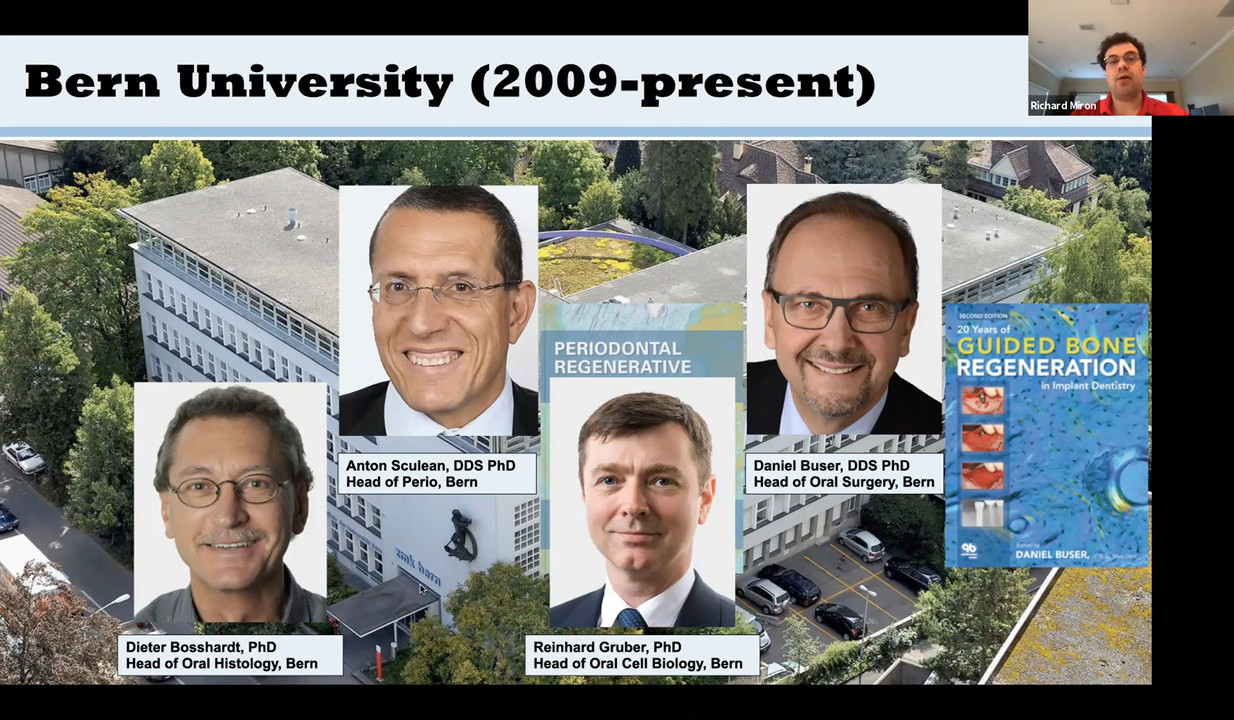 Bern University (2009-present)
Richard Miron
Anton Sculean, DDS PhD
Head of Perio, Bern
Daniel Buser, DDS PhD
Head of Oral Surgery, Bern
Dieter Bosshardt, PhD
Head of Oral Histology, Bern
Reinhard Gruber, PhD
Head of Oral Cell Biology, Bern
PERIODONTAL
REGENERATIVE
SECOND EDITION
20 Years of
GUIDED BONE
REGENERATION
in Implant Dentistry
Edited by
DANIEL BUSER,
zmk bern